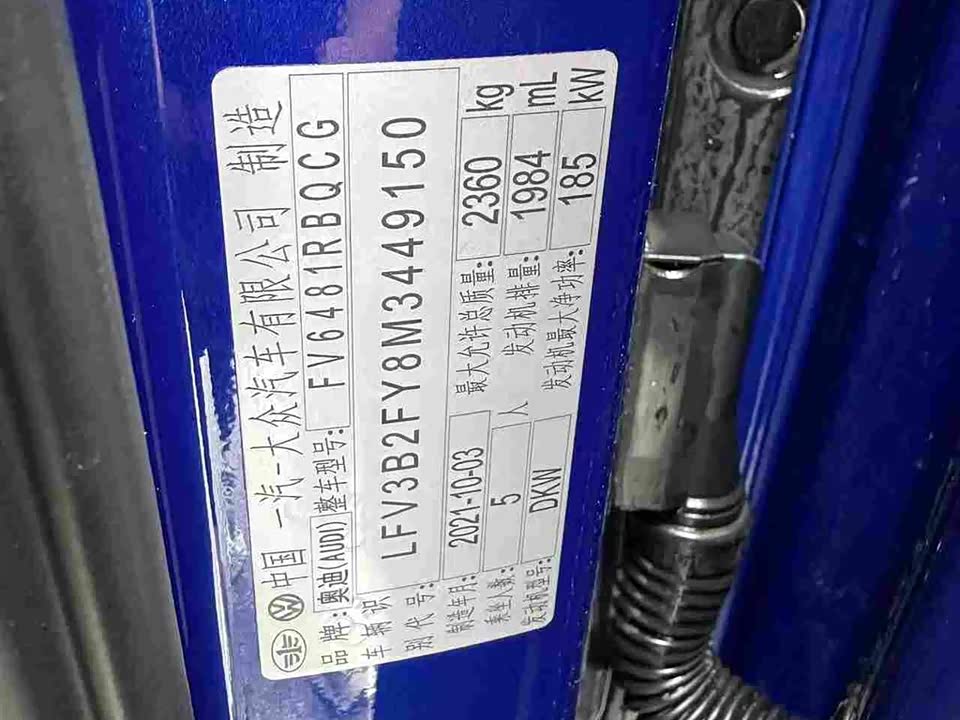 中国 一汽-大众汽车有限公司 制造
品牌:奥迪(AUDI) 整车型号: FV6481RBQCG
车辆识别代号: LFV3B2FY8M3449150
制造年月: 2021-10-03 最大允许总质量: 2360 kg
乘坐人数: 5 人 发动机排量: 1984 mL
发动机型号: DKW 发动机最大净功率: 185 kW